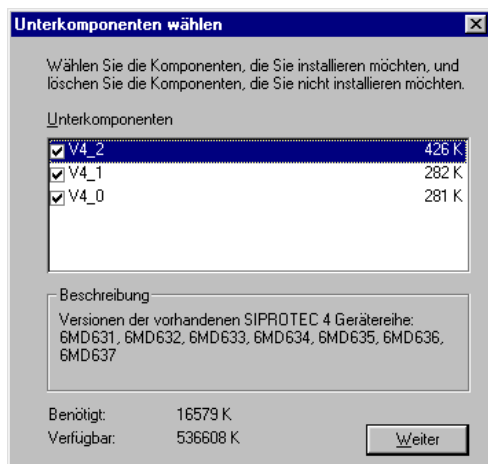 Unterkomponenten wählen
Wählen Sie die Komponenten, die Sie installieren möchten, und
löschen Sie die Komponenten, die Sie nicht installieren möchten.
Unterkomponenten
V4_2 426 K
V4_1 282 K
V4_0 281 K
Beschreibung
Versionen der vorhandenen SIPROTEC 4 Gerätereihe:
6MD631, 6MD632, 6MD633, 6MD634, 6MD635, 6MD636,
6MD637
Benötigt: 16579 K
Verfügbar: 536608 K
Weiter